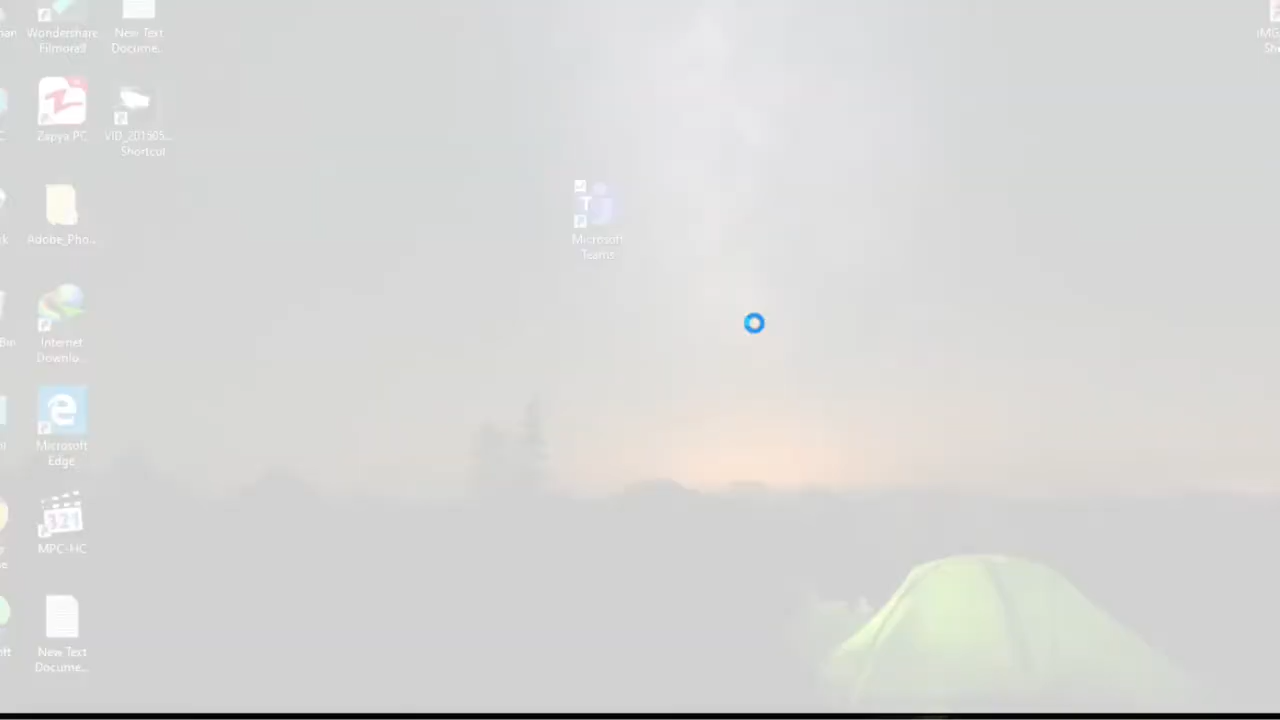 Wondershare
Filmora9
New Text
Docume...
Zapya PC
VID_201605...
Shortcut
Adobe_Pho...
Microsoft
Teams
Internet
Downlo...
Microsoft
Edge
MPC-HC
New Text
Docume...